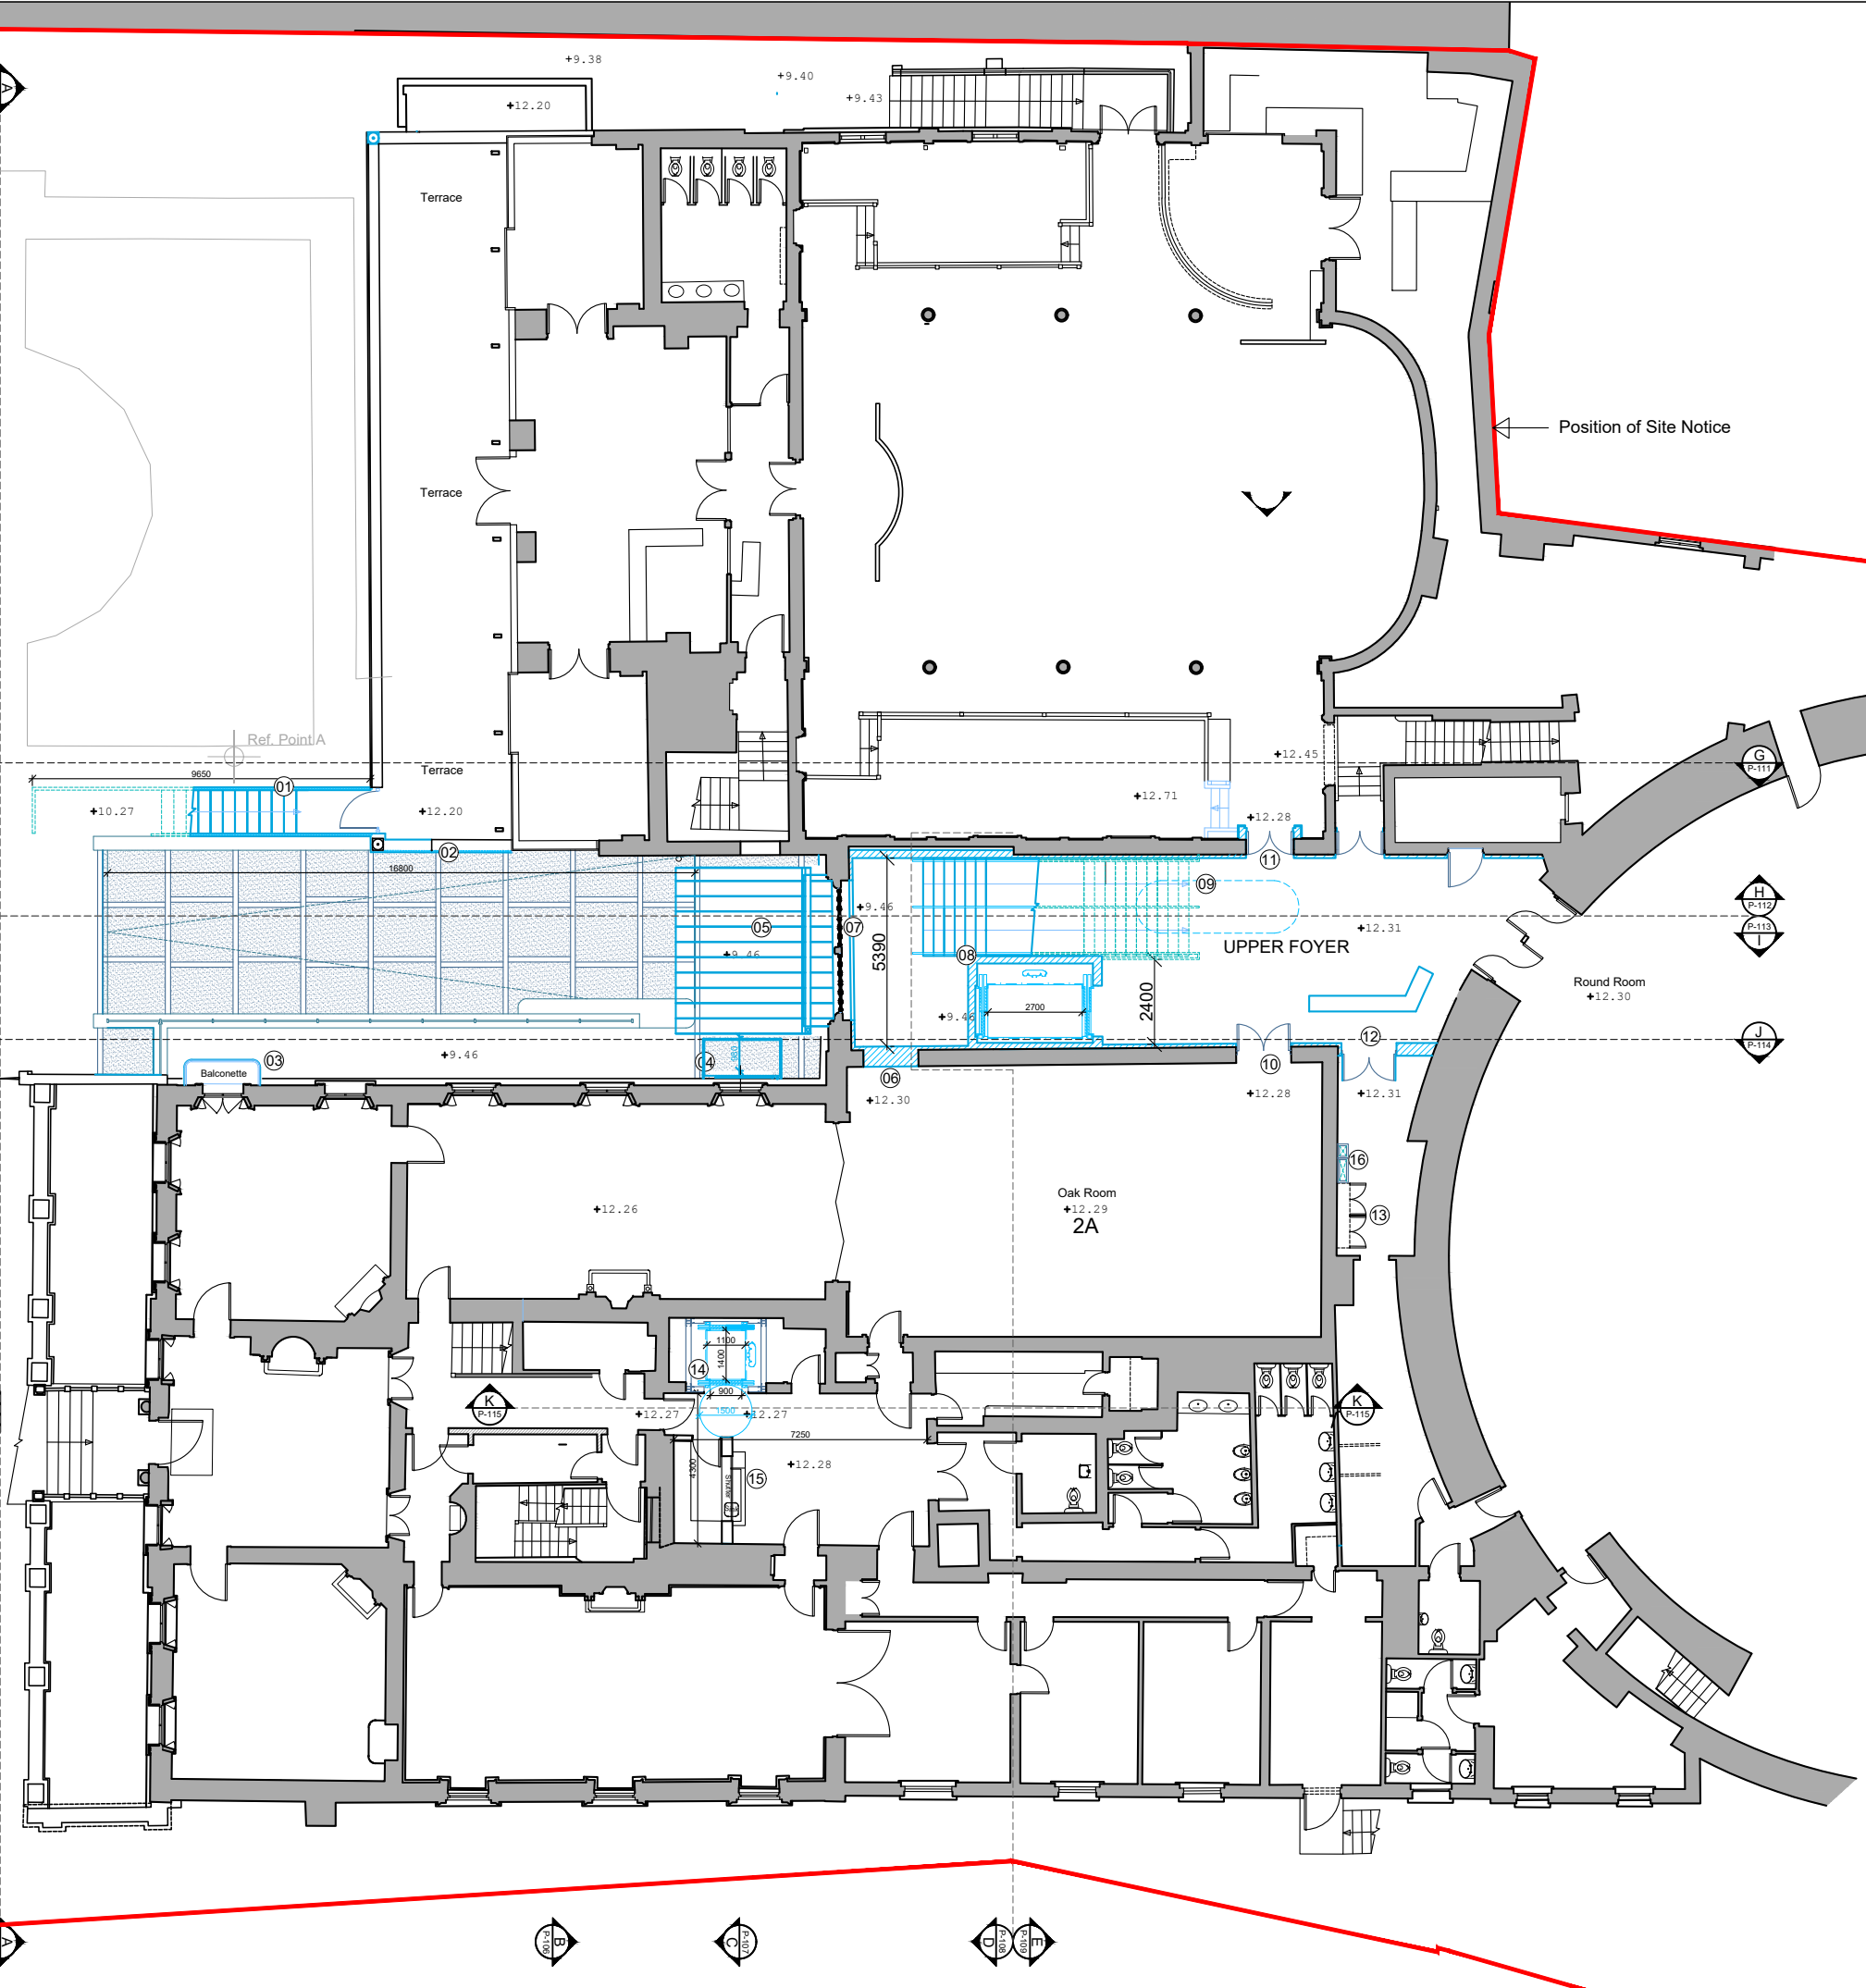 A
+9.38
+9.40
+12.20
+9.43
Terrace
Position of Site Notice
Terrace
Ref. Point A
9650
Terrace
01
+10.27
+12.20
+12.45
G
P-111
+12.71
+12.28
02
11
16800
09
H
P-112
P-113
I
05
+9.46
07
+12.31
+9.46
5390
UPPER FOYER
08
Round Room
+12.30
2700
2400
+9.46
12
J
P-114
+9.46
03
04
Balconette
06
10
+12.30
+12.28
+12.31
16
Oak Room
+12.26
+12.29
13
2A
1100
1400
14
900
K
P-115
+12.27
1500
+12.27
K
P-115
7250
4300
+12.28
15
A
B
P-106
C
P-107
D
P-108
E
P-109